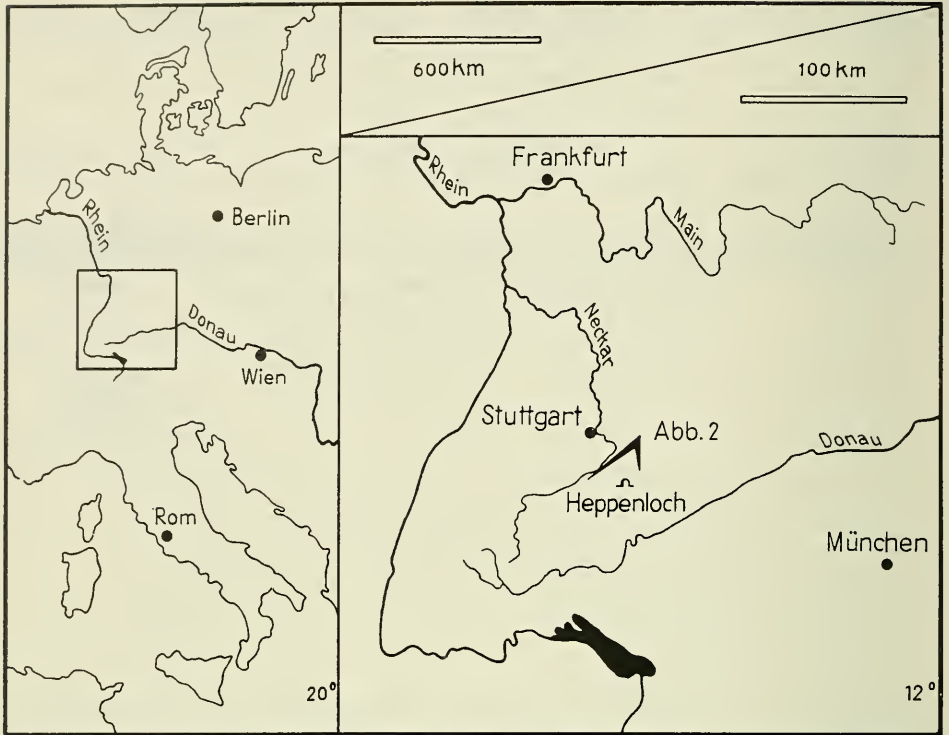 Rhein
Berlin
Donau
Wien
Rom
20°
600 km
100 km
Frankfurt
Rhein
Main
Neckar
Stuttgart
Abb. 2
Donau
Heppenloch
München
12°